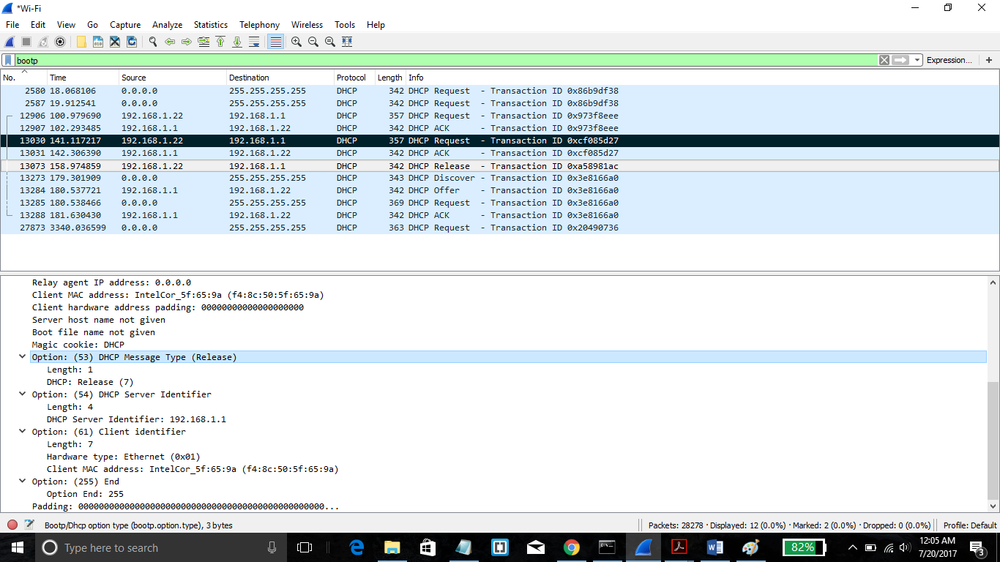 *Wi-Fi
File Edit View Go Capture Analyze Statistics Telephony Wireless Tools Help
bootp
Expression... +
No. Time Source Destination Protocol Length Info
2580 18.068106 0.0.0.0 255.255.255.255 DHCP 342 DHCP Request - Transaction ID 0x86b9df38
2587 19.912541 0.0.0.0 255.255.255.255 DHCP 342 DHCP Request - Transaction ID 0x86b9df38
12906 100.979690 192.168.1.22 192.168.1.1 DHCP 357 DHCP Request - Transaction ID 0x973f8eee
12907 102.293485 192.168.1.1 192.168.1.22 DHCP 342 DHCP ACK - Transaction ID 0x973f8eee
13030 141.117217 192.168.1.22 192.168.1.1 DHCP 357 DHCP Request - Transaction ID 0xcf085d27
13031 142.306390 192.168.1.1 192.168.1.22 DHCP 342 DHCP ACK - Transaction ID 0xcf085d27
13073 158.974859 192.168.1.22 192.168.1.1 DHCP 342 DHCP Release - Transaction ID 0xa58981ac
13273 179.301909 0.0.0.0 255.255.255.255 DHCP 343 DHCP Discover - Transaction ID 0x3e8166a0
13284 180.537721 192.168.1.1 192.168.1.22 DHCP 342 DHCP Offer - Transaction ID 0x3e8166a0
13285 180.538466 0.0.0.0 255.255.255.255 DHCP 369 DHCP Request - Transaction ID 0x3e8166a0
13288 181.630430 192.168.1.1 192.168.1.22 DHCP 342 DHCP ACK - Transaction ID 0x3e8166a0
27873 3340.036599 0.0.0.0 255.255.255.255 DHCP 363 DHCP Request - Transaction ID 0x20490736
Relay agent IP address: 0.0.0.0
Client MAC address: IntelCor_5f:65:9a (f4:8c:50:5f:65:9a)
Client hardware address padding: 00000000000000000000
Server host name not given
Boot file name not given
Magic cookie: DHCP
Option: (53) DHCP Message Type (Release)
Length: 1
DHCP: Release (7)
Option: (54) DHCP Server Identifier
Length: 4
DHCP Server Identifier: 192.168.1.1
Option: (61) Client identifier
Length: 7
Hardware type: Ethernet (0x01)
Client MAC address: IntelCor_5f:65:9a (f4:8c:50:5f:65:9a)
Option: (255) End
Option End: 255
Padding: 000000000000000000000000000000000000000000000000...
Bootp/Dhcp option type (bootp.option.type), 3 bytes
Packets: 28278 · Displayed: 12 (0.0%) · Marked: 2 (0.0%) · Dropped: 0 (0.0%)
Profile: Default
Type here to search
82%
12:05 AM
7/20/2017
3